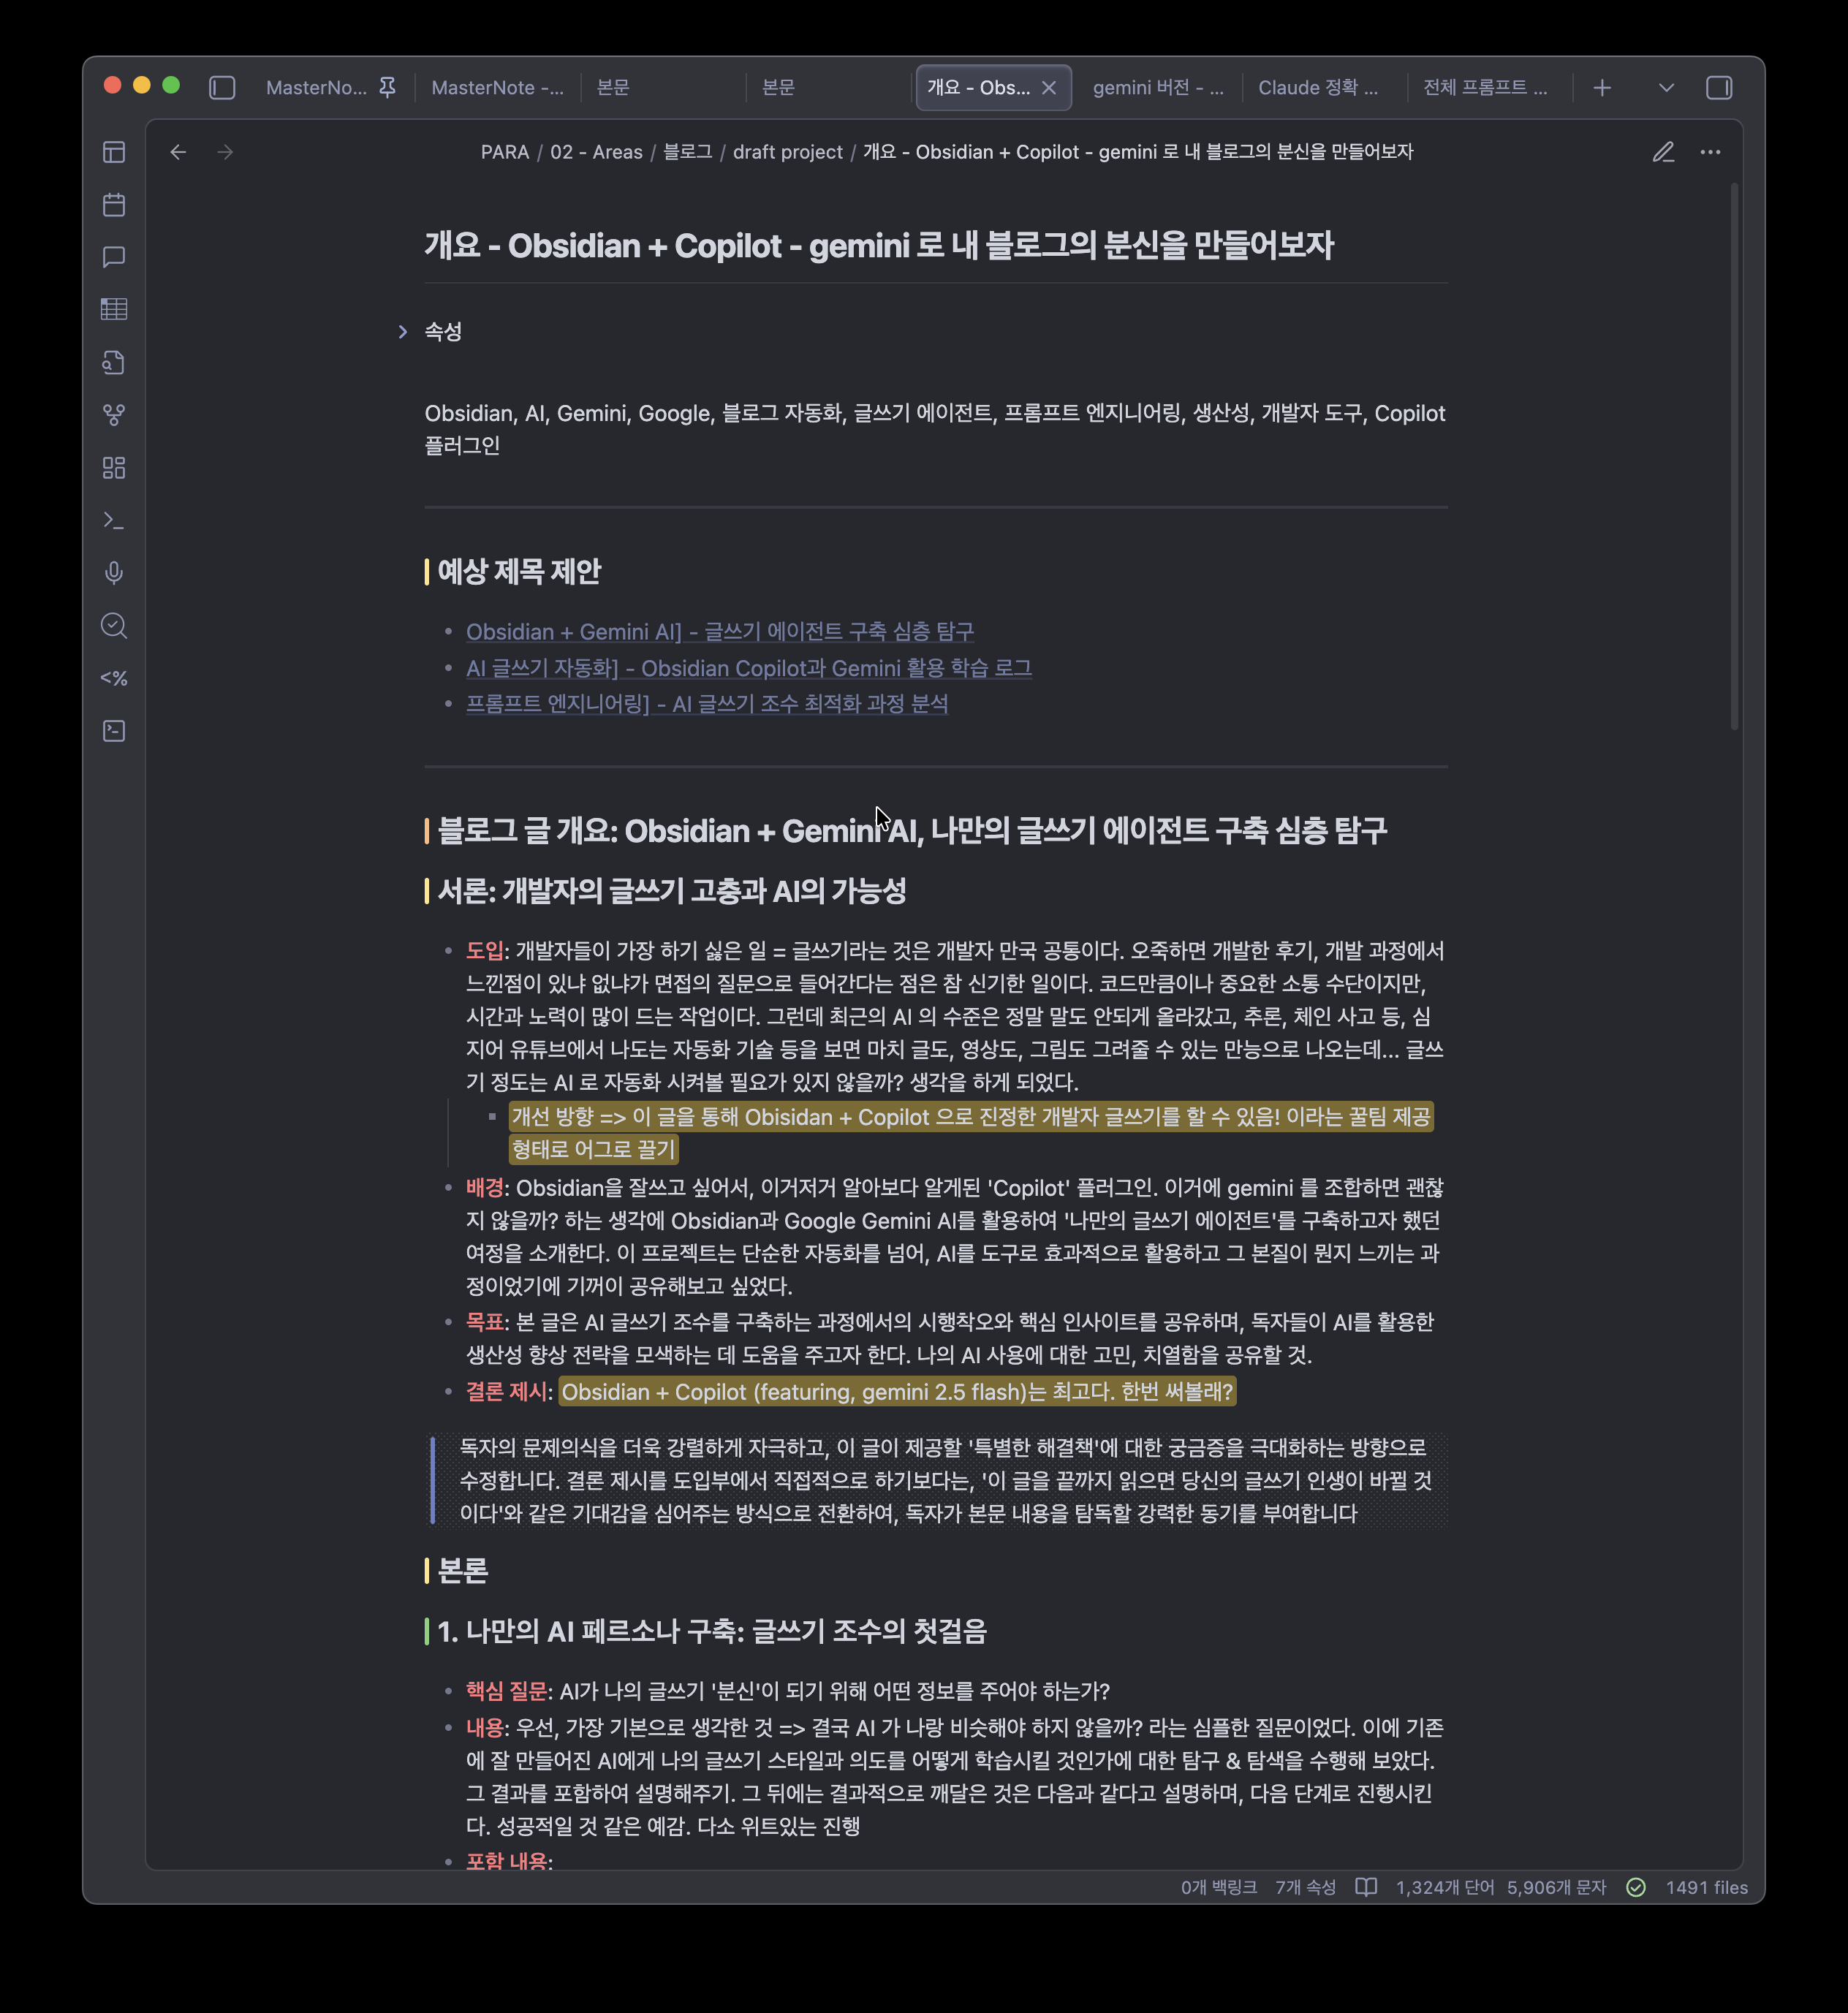 MasterNo...
MasterNote -...
본문
본문
개요 - Obs...
gemini 버전 - ...
Claude 정확 ...
전체 프롬프트 ...
PARA / 02 - Areas / 블로그 / draft project / 개요 - Obsidian + Copilot - gemini 로 내 블로그의 분신을 만들어보자
개요 - Obsidian + Copilot - gemini 로 내 블로그의 분신을 만들어보자
속성
Obsidian, AI, Gemini, Google, 블로그 자동화, 글쓰기 에이전트, 프롬프트 엔지니어링, 생산성, 개발자 도구, Copilot
플러그인
예상 제목 제안
Obsidian + Gemini AI] - 글쓰기 에이전트 구축 심층 탐구
AI 글쓰기 자동화] - Obsidian Copilot과 Gemini 활용 학습 로그
프롬프트 엔지니어링] - AI 글쓰기 조수 최적화 과정 분석
블로그 글 개요: Obsidian + Gemini AI, 나만의 글쓰기 에이전트 구축 심층 탐구
서론: 개발자의 글쓰기 고충과 AI의 가능성
도입: 개발자들이 가장 하기 싫은 일 = 글쓰기라는 것은 개발자 만국 공통이다. 오죽하면 개발한 후기, 개발 과정에서
느낀점이 있냐 없냐가 면접의 질문으로 들어간다는 점은 참 신기한 일이다. 코드만큼이나 중요한 소통 수단이지만,
시간과 노력이 많이 드는 작업이다. 그런데 최근의 AI 의 수준은 정말 말도 안되게 올라갔고, 추론, 체인 사고 등, 심
지어 유튜브에서 나도는 자동화 기술 등을 보면 마치 글도, 영상도, 그림도 그려줄 수 있는 만능으로 나오는데... 글쓰
기 정도는 AI 로 자동화 시켜볼 필요가 있지 않을까? 생각을 하게 되었다.
개선 방향 => 이 글을 통해 Obisidan + Copilot 으로 진정한 개발자 글쓰기를 할 수 있음! 이라는 꿀팁 제공
형태로 어그로 끌기
배경: Obsidian을 잘쓰고 싶어서, 이거저거 알아보다 알게된 'Copilot' 플러그인. 이거에 gemini 를 조합하면 괜찮
지 않을까? 하는 생각에 Obsidian과 Google Gemini AI를 활용하여 '나만의 글쓰기 에이전트'를 구축하고자 했던
여정을 소개한다. 이 프로젝트는 단순한 자동화를 넘어, AI를 도구로 효과적으로 활용하고 그 본질이 뭔지 느끼는 과
정이었기에 기꺼이 공유해보고 싶었다.
목표: 본 글은 AI 글쓰기 조수를 구축하는 과정에서의 시행착오와 핵심 인사이트를 공유하며, 독자들이 AI를 활용한
생산성 향상 전략을 모색하는 데 도움을 주고자 한다. 나의 AI 사용에 대한 고민, 치열함을 공유할 것.
결론 제시: Obsidian + Copilot (featuring, gemini 2.5 flash)는 최고다. 한번 써볼래?
독자의 문제의식을 더욱 강렬하게 자극하고, 이 글이 제공할 '특별한 해결책'에 대한 궁금증을 극대화하는 방향으로
수정합니다. 결론 제시를 도입부에서 직접적으로 하기보다는, '이 글을 끝까지 읽으면 당신의 글쓰기 인생이 바뀔 것
이다'와 같은 기대감을 심어주는 방식으로 전환하여, 독자가 본문 내용을 탐독할 강력한 동기를 부여합니다
본론
1. 나만의 AI 페르소나 구축: 글쓰기 조수의 첫걸음
핵심 질문: AI가 나의 글쓰기 '분신'이 되기 위해 어떤 정보를 주어야 하는가?
내용: 우선, 가장 기본으로 생각한 것 => 결국 AI 가 나랑 비슷해야 하지 않을까? 라는 심플한 질문이었다. 이에 기존
에 잘 만들어진 AI에게 나의 글쓰기 스타일과 의도를 어떻게 학습시킬 것인가에 대한 탐구 & 탐색을 수행해 보았다.
그 결과를 포함하여 설명해주기. 그 뒤에는 결과적으로 깨달은 것은 다음과 같다고 설명하며, 다음 단계로 진행시킨
다. 성공적일 것 같은 예감. 다소 위트있는 진행
포함 내용:
<%
0개 백링크 7개 속성 1,324개 단어 5,906개 문자 1491 files